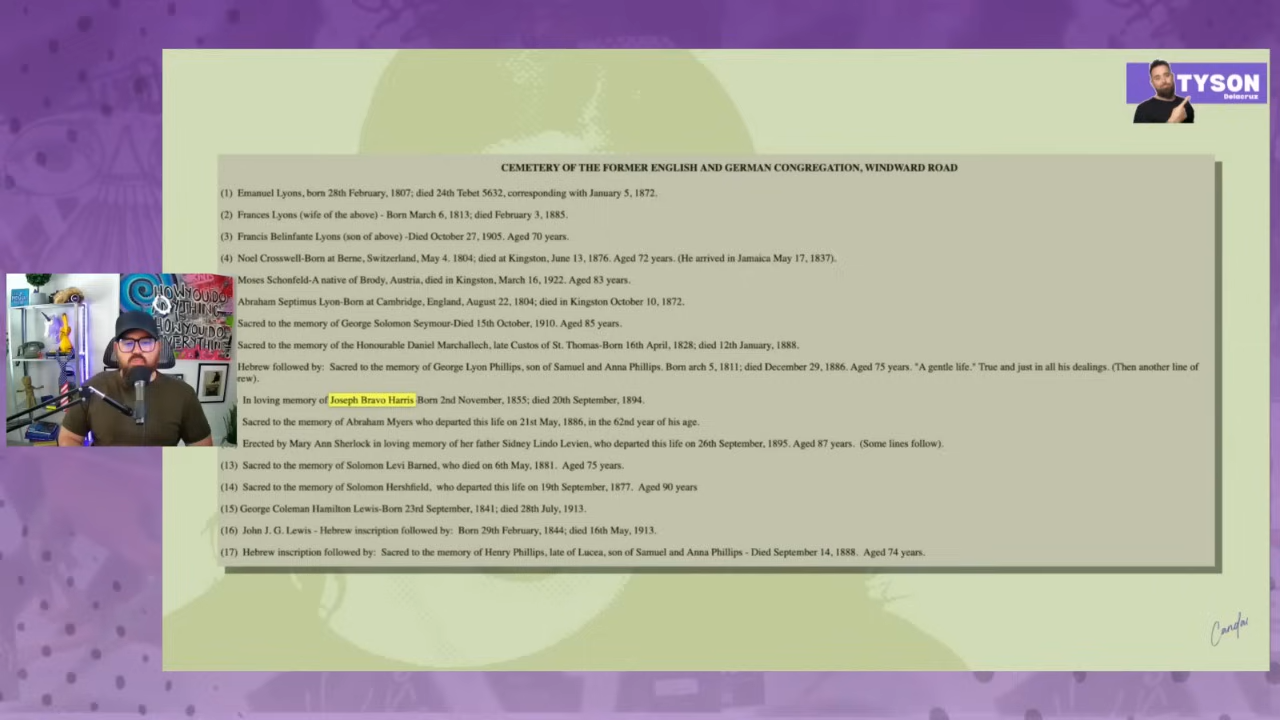 TYSON
Delacruz
CEMETERY OF THE FORMER ENGLISH AND GERMAN CONGREGATION, WINDWARD ROAD
(1) Emanuel Lyons, born 28th February, 1807; died 24th Tebet 5632, corresponding with January 5, 1872.
(2) Frances Lyons (wife of the above) - Born March 6, 1813; died February 3, 1885.
(3) Francis Belinfante Lyons (son of above) -Died October 27, 1905. Aged 70 years.
(4) Noel Crosswell-Born at Berne, Switzerland, May 4. 1804; died at Kingston, June 13, 1876. Aged 72 years. (He arrived in Jamaica May 17, 1837).
Moses Schonfeld-A native of Brody, Austria, died in Kingston, March 16, 1922. Aged 83 years.
Abraham Septimus Lyon-Born at Cambridge, England, August 22, 1804; died in Kingston October 10, 1872.
Sacred to the memory of George Solomon Seymour-Died 15th October, 1910. Aged 85 years.
Sacred to the memory of the Honourable Daniel Marchallech, late Custos of St. Thomas-Born 16th April, 1828; died 12th January, 1888.
Hebrew followed by: Sacred to the memory of George Lyon Phillips, son of Samuel and Anna Phillips. Born arch 5, 1811; died December 29, 1886. Aged 75 years. "A gentle life." True and just in all his dealings. (Then another line of
rew).
In loving memory of Joseph Bravo Harris Born 2nd November, 1855; died 20th September, 1894.
Sacred to the memory of Abraham Myers who departed this life on 21st May, 1886, in the 62nd year of his age.
Erected by Mary Ann Sherlock in loving memory of her father Sidney Lindo Levien, who departed this life on 26th September, 1895. Aged 87 years. (Some lines follow).
(13) Sacred to the memory of Solomon Levi Barned, who died on 6th May, 1881. Aged 75 years.
(14) Sacred to the memory of Solomon Hershfield, who departed this life on 19th September, 1877. Aged 90 years
(15) George Coleman Hamilton Lewis-Born 23rd September, 1841; died 28th July, 1913.
(16) John J. G. Lewis - Hebrew inscription followed by: Born 29th February, 1844; died 16th May, 1913.
(17) Hebrew inscription followed by: Sacred to the memory of Henry Phillips, late of Lucea, son of Samuel and Anna Phillips - Died September 14, 1888. Aged 74 years.
HOW YOU DO
ANYTHING
HOW YOU DO
EVERYTHING